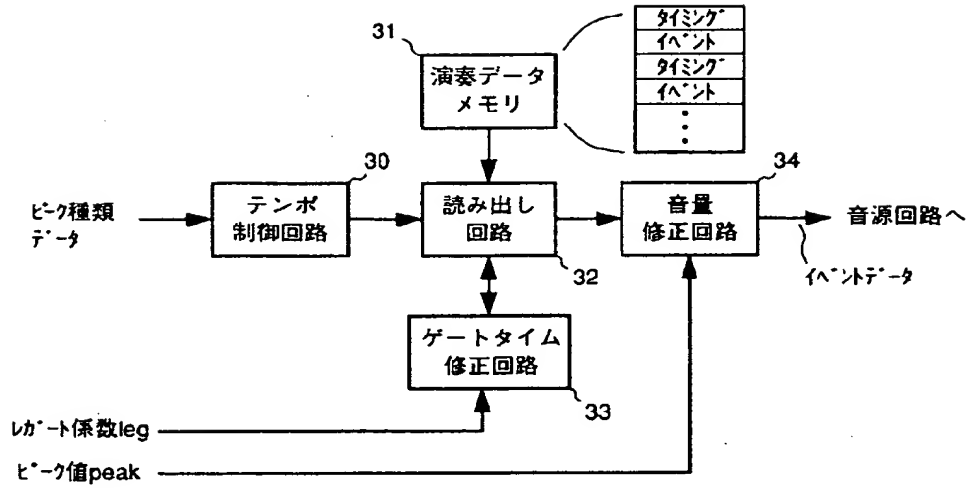 31
演奏データ
メモリ
タイミング
イベント
タイミング
イベント
30
34
ピーク種類
データ
テンポ
制御回路
読み出し
回路
音量
修正回路
音源回路へ
32
イベントデータ
ゲートタイム
修正回路
33
レガート係数leg
ピーク値peak